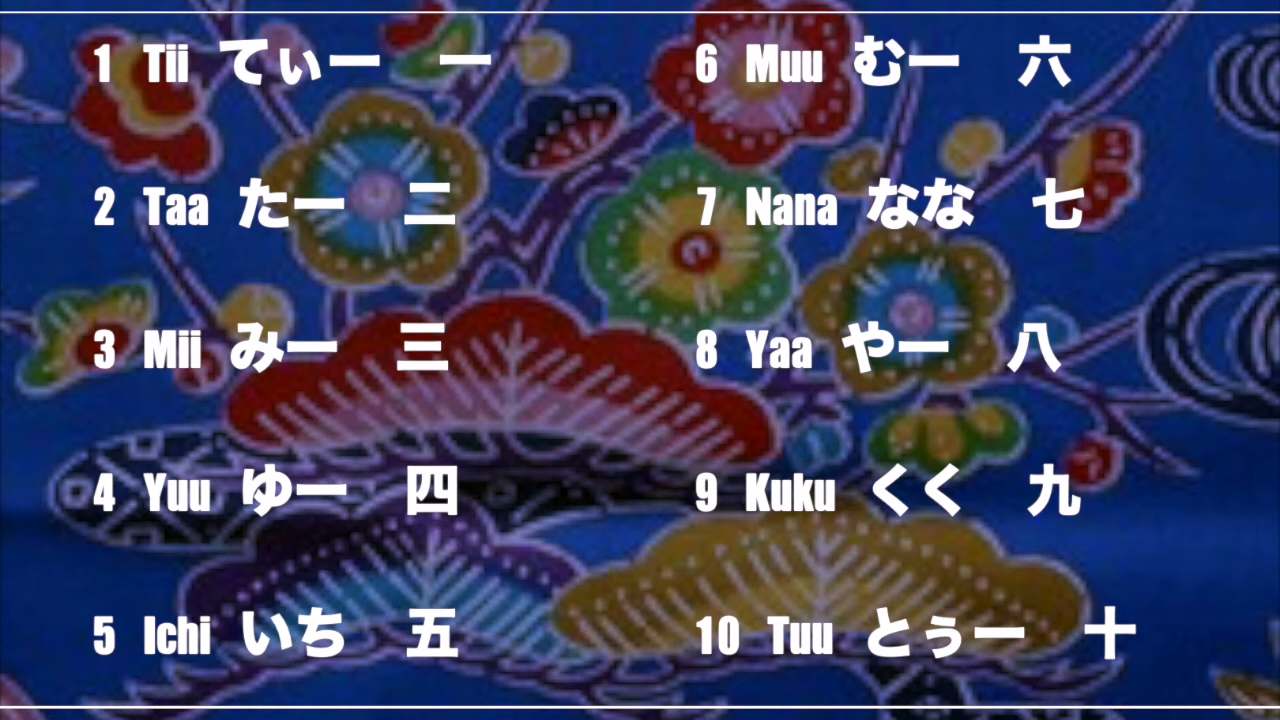 1 Tii てぃー 一
2 Taa たー 二
3 Mii みー 三
4 Yuu ゆー 四
5 Ichi いち 五
6 Muu むー 六
7 Nana なな 七
8 Yaa やー 八
9 Kuku くく 九
10 Tuu とぅー 十